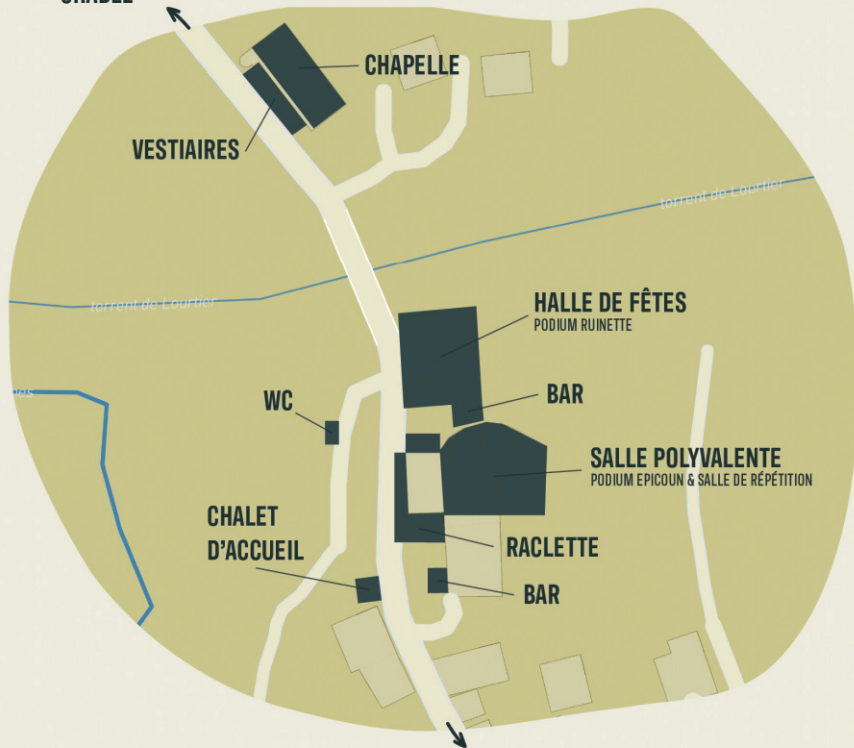 CHAPELLE
VESTIAIRES
torrent de Lourtier
torrent de Lourtier
HALLE DE FÊTES
PODIUM RUINETTE
WC
BAR
SALLE POLYVALENTE
PODIUM EPICOUN & SALLE DE RÉPÉTITION
CHALET
D'ACCUEIL
RACLETTE
BAR